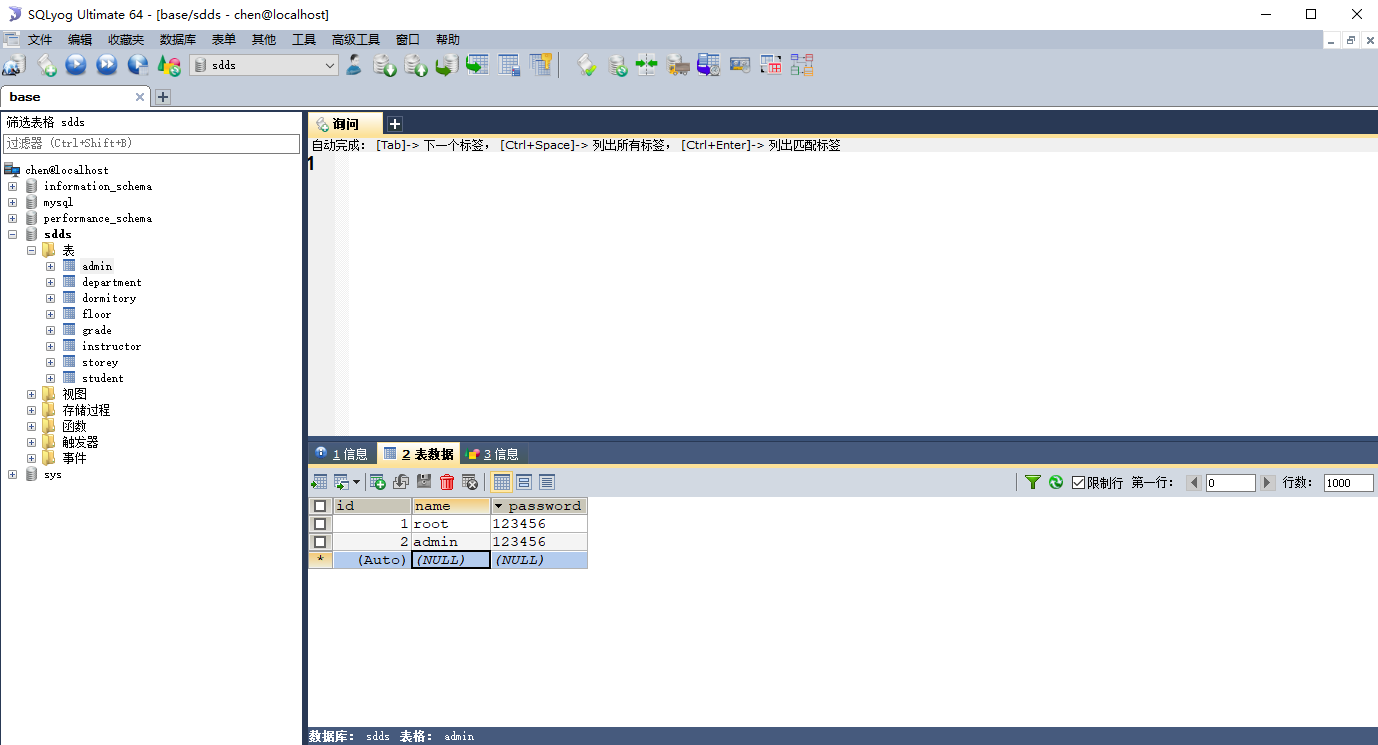 SQLyog Ultimate 64 - [base/sdds - chen@localhost]
文件 编辑 收藏夹 数据库 表单 其他 工具 高级工具 窗口 帮助
sdds
base
筛选表格 sdds
过滤器 (Ctrl+Shift+B)
chen@localhost
information_schema
mysql
performance_schema
sdds
表
admin
department
dormitory
floor
grade
instructor
storey
student
视图
存储过程
函数
触发器
事件
sys
询问
自动完成： [Tab]-> 下一个标签， [Ctrl+Space]-> 列出所有标签， [Ctrl+Enter]-> 列出匹配标签
1
1 信息 2 表数据 3 信息
限制行 第一行： 0 行数： 1000
id name password
1 root 123456
2 admin 123456
* (Auto) (NULL) (NULL)
数据库： sdds 表格： admin